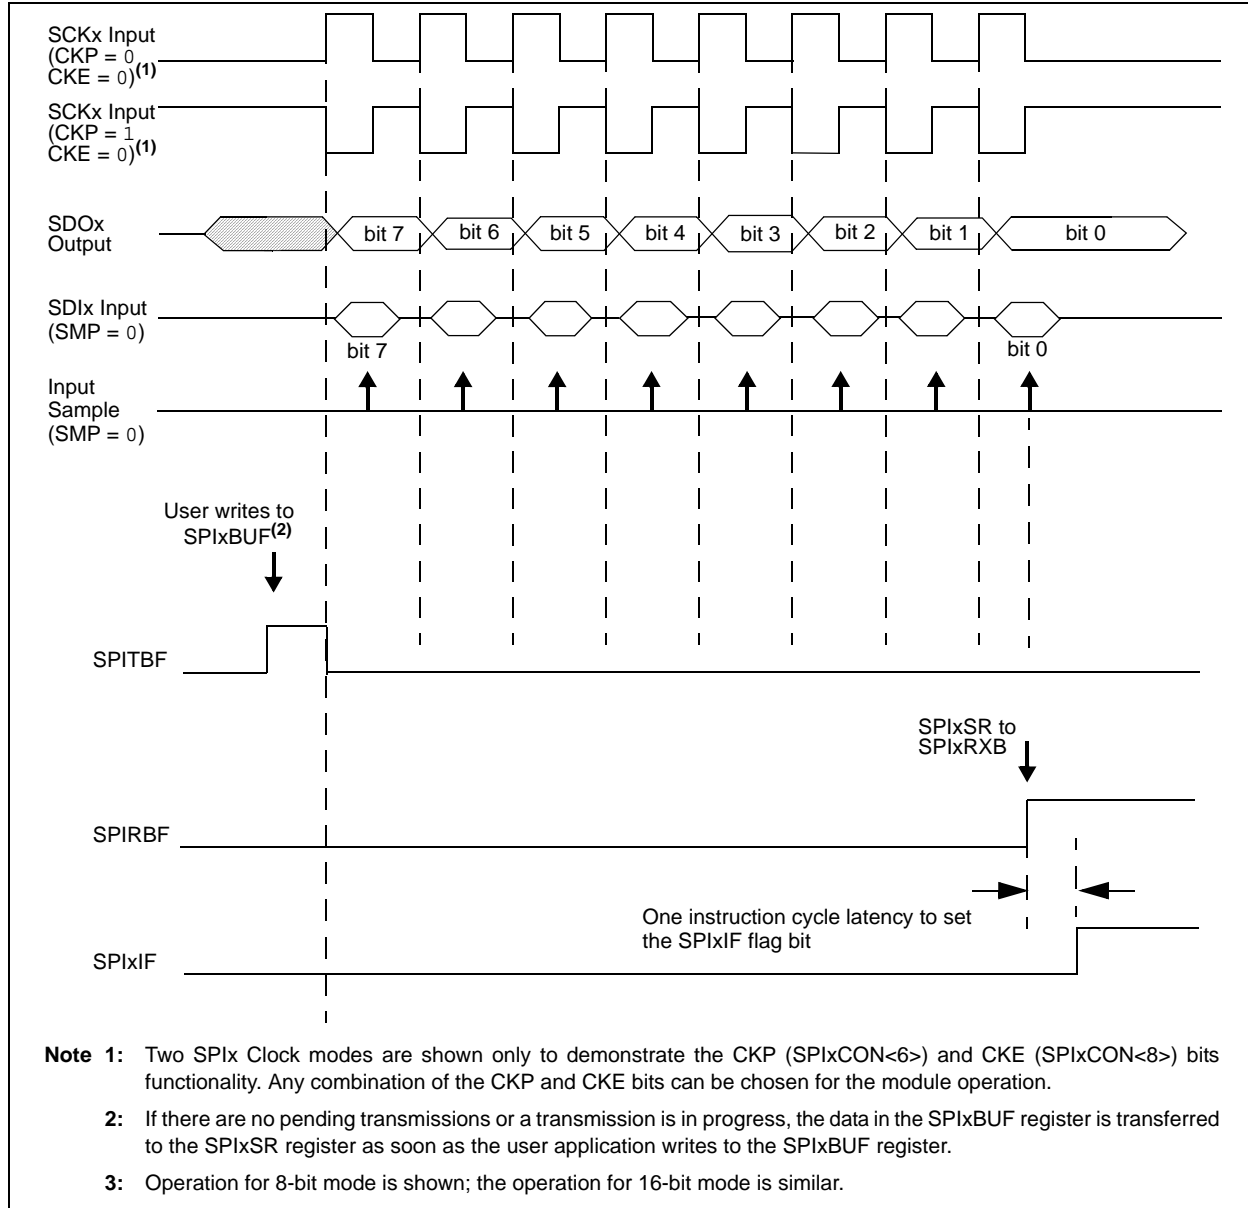 SCKx Input
(CKP = 0
CKE = 0)(1)
SCKx Input
(CKP = 1
CKE = 0)(1)
SDOx
Output
bit 7
bit 6
bit 5
bit 4
bit 3
bit 2
bit 1
bit 0
SDIx Input
(SMP = 0)
bit 7
bit 0
Input
Sample
(SMP = 0)
User writes to
SPIxBUF(2)
SPITBF
SPIxSR to
SPIxRXB
SPIRBF
One instruction cycle latency to set
the SPIxIF flag bit
SPIxIF
Note 1: Two SPIx Clock modes are shown only to demonstrate the CKP (SPIxCON<6>) and CKE (SPIxCON<8>) bits
functionality. Any combination of the CKP and CKE bits can be chosen for the module operation.
2: If there are no pending transmissions or a transmission is in progress, the data in the SPIxBUF register is transferred
to the SPIxSR register as soon as the user application writes to the SPIxBUF register.
3: Operation for 8-bit mode is shown; the operation for 16-bit mode is similar.